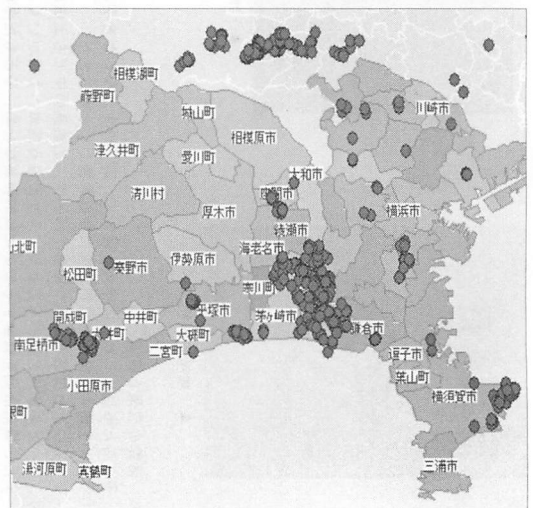 相模湖町
藤野町
川崎市
城山町
相模原市
津久井町
愛川町
大和市
座間市
清川村
厚木市
横浜市
綾瀬市
海老名市
山北町
伊勢原市
秦野市
松田町
寒川町
開成町
中井町
平塚市
茅ヶ崎市
鎌倉市
大井町
大磯町
南足柄市
二宮町
逗子市
葉山町
小田原市
横須賀市
根町
湯河原町
真鶴町
三浦市